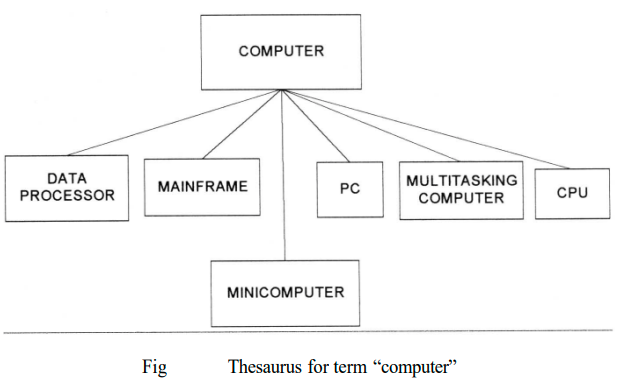 COMPUTER
DATA
PROCESSOR
MAINFRAME
PC
MULTITASKING
COMPUTER
CPU
MINICOMPUTER
Fig Thesaurus for term “computer”